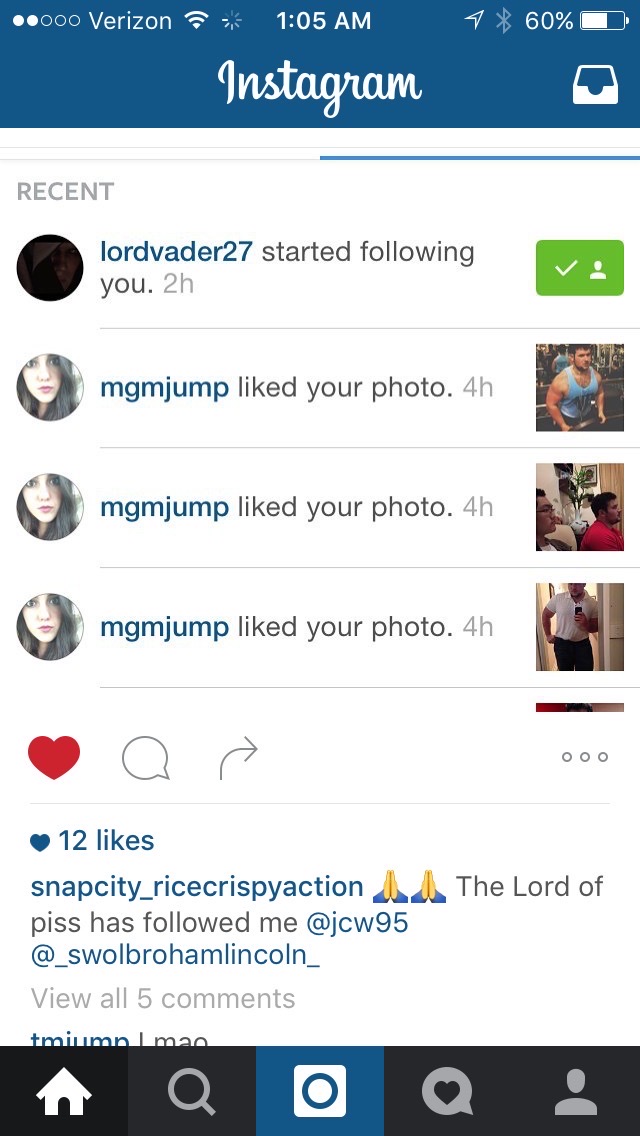 Verizon 1:05 AM 60%
Instagram
RECENT
lordvader27 started following
you. 2h
mgmjump liked your photo. 4h
mgmjump liked your photo. 4h
mgmjump liked your photo. 4h
12 likes
snapcity_ricecrispyaction 🙏🙏 The Lord of
piss has followed me @jcw95
@_swolbrohamlincoln_
View all 5 comments
tmjump Lmao